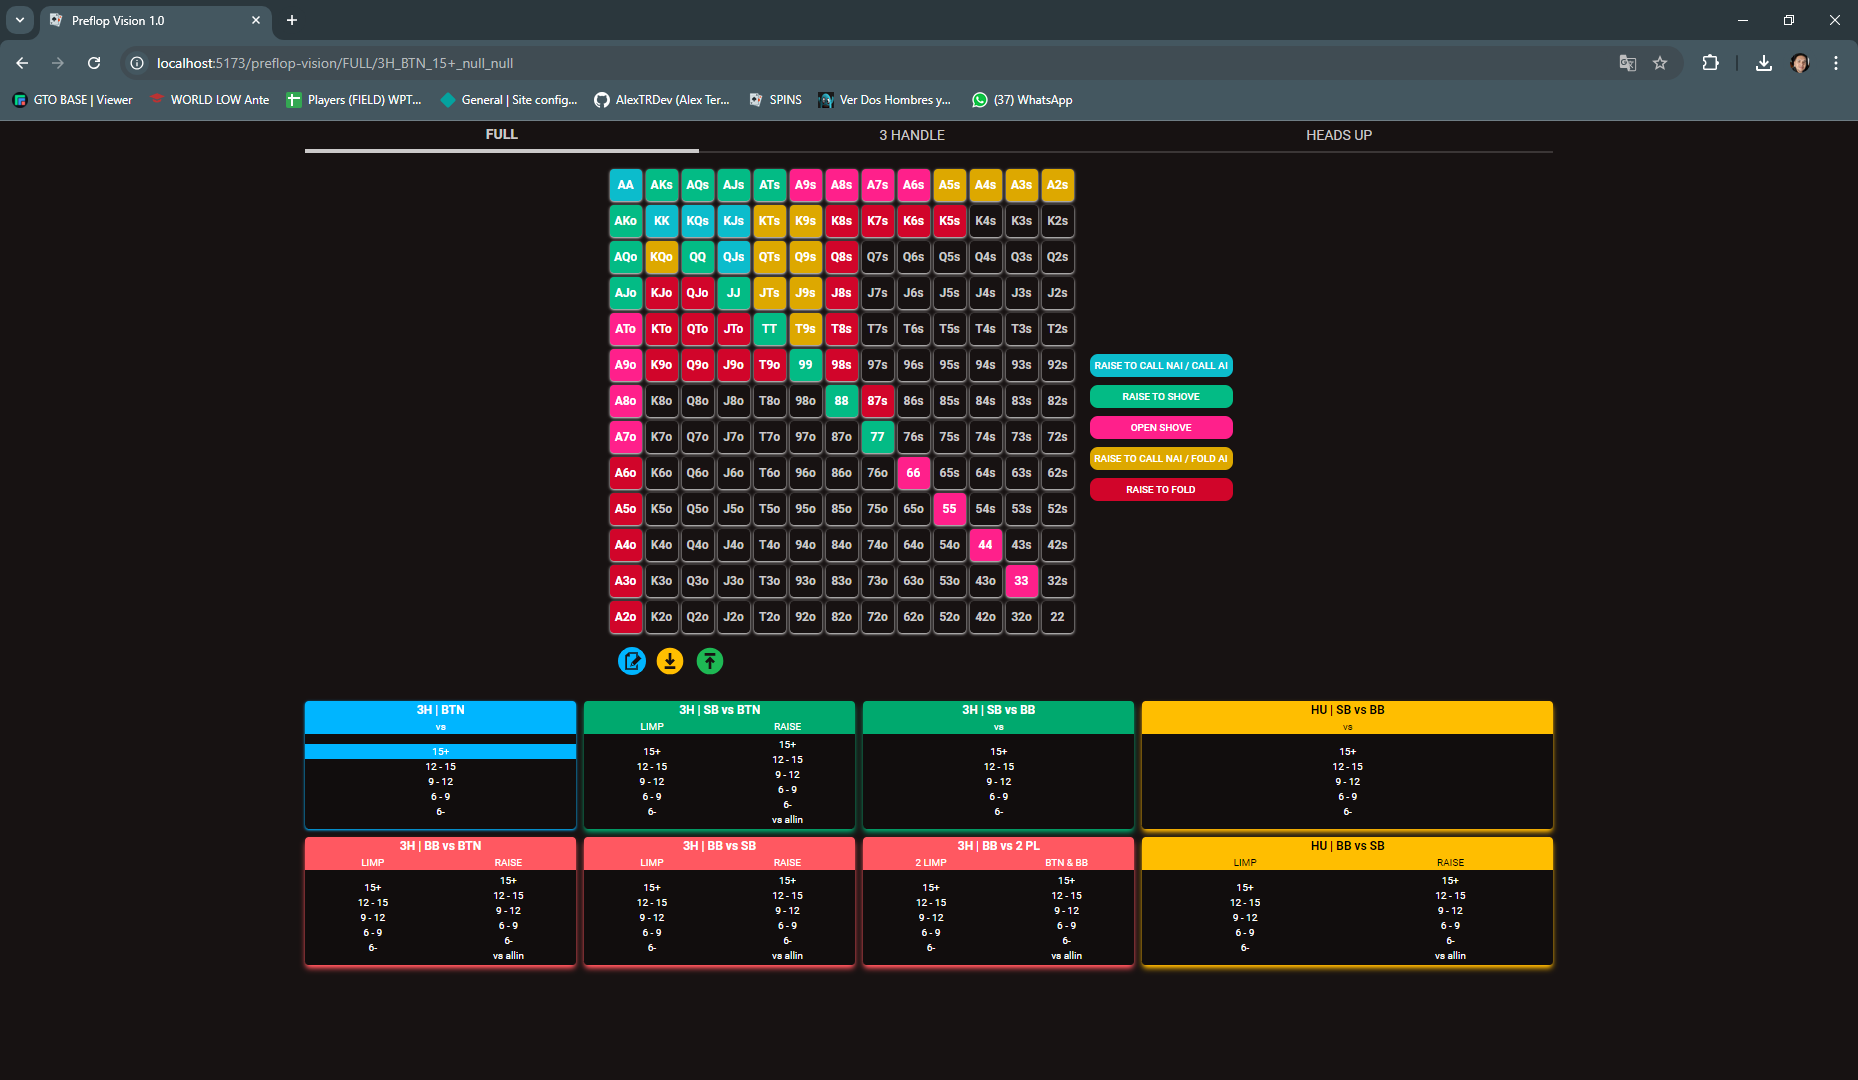 Preflop Vision 1.0
localhost:5173/preflop-vision/FULL/3H_BTN_15+_null_null
GTO BASE | Viewer WORLD LOW Ante Players (FIELD) WPT... General | Site config... AlexTRDev (Alex Ter... SPINS Ver Dos Hombres y... (37) WhatsApp
FULL 3 HANDLE HEADS UP
AA AKs AQs AJs ATs A9s A8s A7s A6s A5s A4s A3s A2s
AKo KK KQs KJs KTs K9s K8s K7s K6s K5s K4s K3s K2s
AQo KQo QQ QJs QTs Q9s Q8s Q7s Q6s Q5s Q4s Q3s Q2s
AJo KJo QJo JJ JTs J9s J8s J7s J6s J5s J4s J3s J2s
ATo KTo QTo JTo TT T9s T8s T7s T6s T5s T4s T3s T2s
A9o K9o Q9o J9o T9o 99 98s 97s 96s 95s 94s 93s 92s
A8o K8o Q8o J8o T8o 98o 88 87s 86s 85s 84s 83s 82s
A7o K7o Q7o J7o T7o 97o 87o 77 76s 75s 74s 73s 72s
A6o K6o Q6o J6o T6o 96o 86o 76o 66 65s 64s 63s 62s
A5o K5o Q5o J5o T5o 95o 85o 75o 65o 55 54s 53s 52s
A4o K4o Q4o J4o T4o 94o 84o 74o 64o 54o 44 43s 42s
A3o K3o Q3o J3o T3o 93o 83o 73o 63o 53o 43o 33 32s
A2o K2o Q2o J2o T2o 92o 82o 72o 62o 52o 42o 32o 22
RAISE TO CALL NAI / CALL AI
RAISE TO SHOVE
OPEN SHOVE
RAISE TO CALL NAI / FOLD AI
RAISE TO FOLD
3H | BTN
vs
15+
12 - 15
9 - 12
6 - 9
6-
3H | SB vs BTN
LIMP
15+
12 - 15
9 - 12
6 - 9
6-
RAISE
15+
12 - 15
9 - 12
6 - 9
6-
vs allin
3H | SB vs BB
vs
15+
12 - 15
9 - 12
6 - 9
6-
HU | SB vs BB
vs
15+
12 - 15
9 - 12
6 - 9
6-
3H | BB vs BTN
LIMP
15+
12 - 15
9 - 12
6 - 9
6-
RAISE
15+
12 - 15
9 - 12
6 - 9
6-
vs allin
3H | BB vs SB
LIMP
15+
12 - 15
9 - 12
6 - 9
6-
RAISE
15+
12 - 15
9 - 12
6 - 9
6-
vs allin
3H | BB vs 2 PL
2 LIMP
15+
12 - 15
9 - 12
6 - 9
6-
BTN & BB
15+
12 - 15
9 - 12
6 - 9
6-
vs allin
HU | BB vs SB
LIMP
15+
12 - 15
9 - 12
6 - 9
6-
RAISE
15+
12 - 15
9 - 12
6 - 9
6-
vs allin